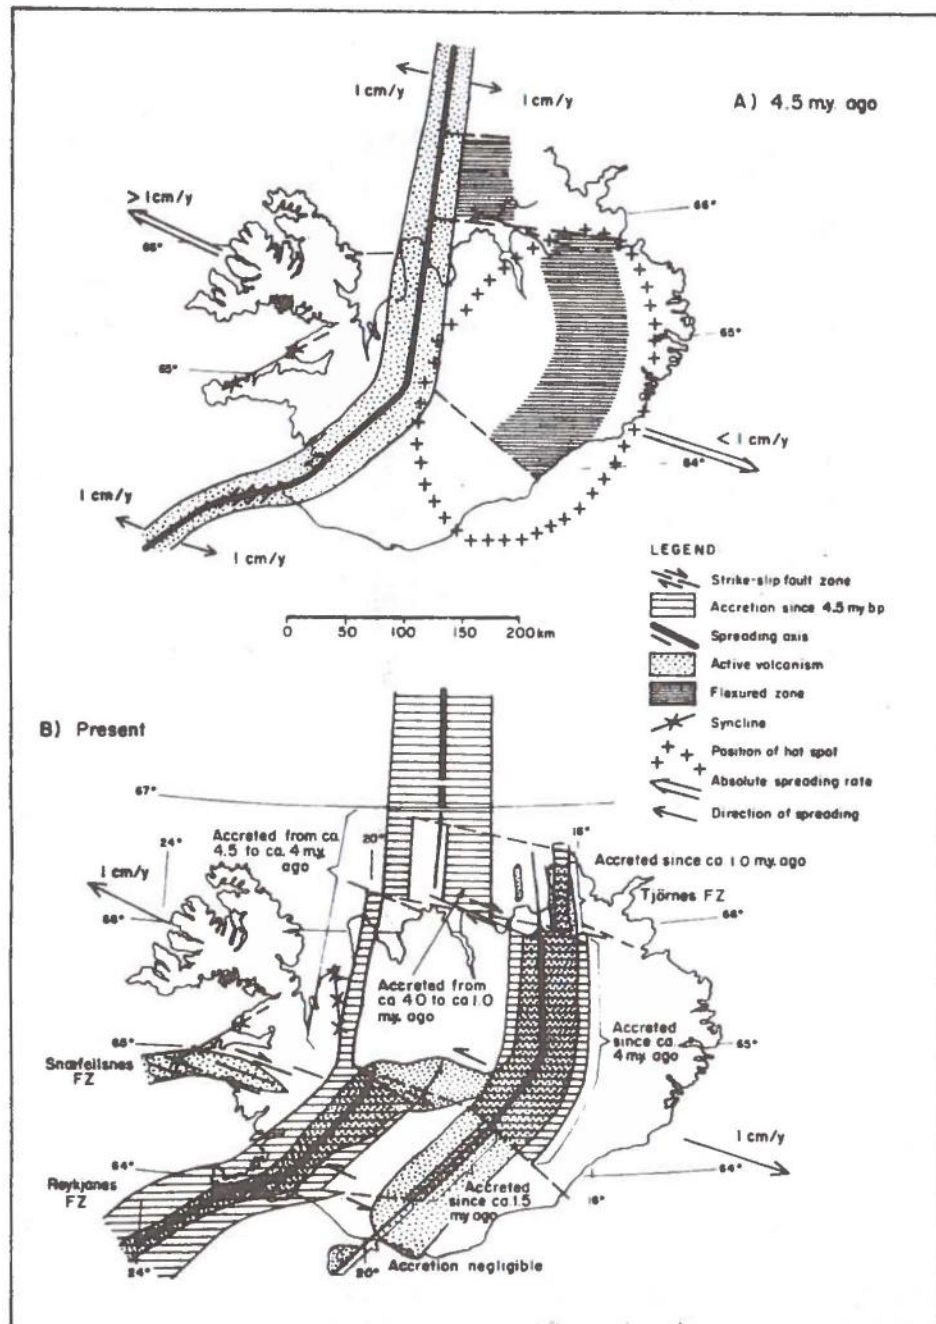 A) 4.5 my. ago
1 cm/y
1 cm/y
> 1cm/y
66°
66°
65°
65°
< 1 cm/y
64°
1 cm/y
1 cm/y
LEGEND
Strike-slip fault zone
Accretion since 4.5 my bp
Spreading axis
Active volcanism
Flexured zone
Syncline
Position of hot spot
Absolute spreading rate
Direction of spreading
0 50 100 150 200 km
B) Present
67°
24°
Accreted from ca.
4.5 to ca. 4 my.
ago
20°
16°
Accreted since ca 1.0 my. ago
Tjörnes FZ
1 cm/y
66°
66°
Accreted from
ca 4.0 to ca 1.0
my. ago
Accreted
since ca.
4 my ago
65°
65°
Snæfellsnes
FZ
1 cm/y
64°
64°
Reykjanes
FZ
Accreted
since ca 1.5
my ago
16°
24°
20°
Accretion negligible